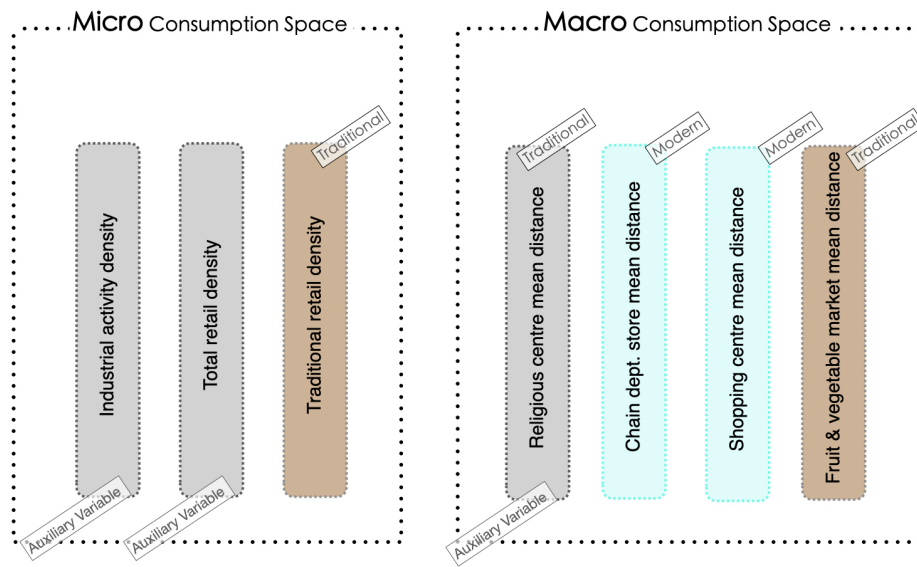 Micro Consumption Space
Traditional
Industrial activity density
Total retail density
Traditional retail density
Auxiliary Variable
Auxiliary Variable
Macro Consumption Space
Traditional
Modern
Modern
Traditional
Religious centre mean distance
Chain dept. store mean distance
Shopping centre mean distance
Fruit & vegetable market mean distance
Auxiliary Variable